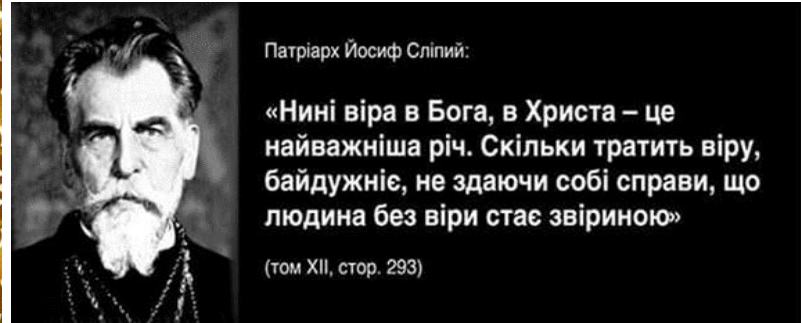 Патріарх Йосиф Сліпий:
«Нині віра в Бога, в Христа – це
найважніша річ. Скільки тратить віру,
байдужніє, не здаючи собі справи, що
людина без віри стає звіриною»
(том XII, стор. 293)